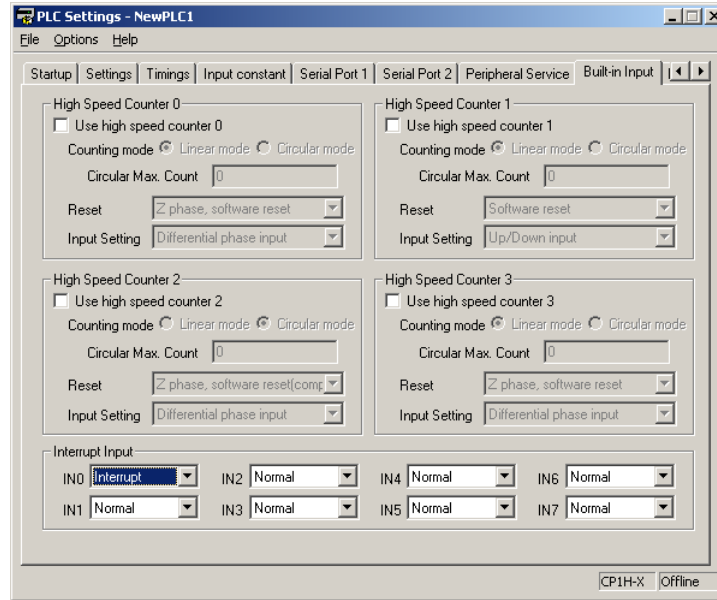 PLC Settings - NewPLC1
File Options Help
Startup Settings Timings Input constant Serial Port 1 Serial Port 2 Peripheral Service Built-in Input
High Speed Counter 0
Use high speed counter 0
Counting mode Linear mode Circular mode
Circular Max. Count 0
Reset Z phase, software reset
Input Setting Differential phase input
High Speed Counter 1
Use high speed counter 1
Counting mode Linear mode Circular mode
Circular Max. Count 0
Reset Software reset
Input Setting Up/Down input
High Speed Counter 2
Use high speed counter 2
Counting mode Linear mode Circular mode
Circular Max. Count 0
Reset Z phase, software reset(comp
Input Setting Differential phase input
High Speed Counter 3
Use high speed counter 3
Counting mode Linear mode Circular mode
Circular Max. Count 0
Reset Z phase, software reset
Input Setting Differential phase input
Interrupt Input
IN0 Interrupt IN2 Normal IN4 Normal IN6 Normal
IN1 Normal IN3 Normal IN5 Normal IN7 Normal
CP1H-X Offline